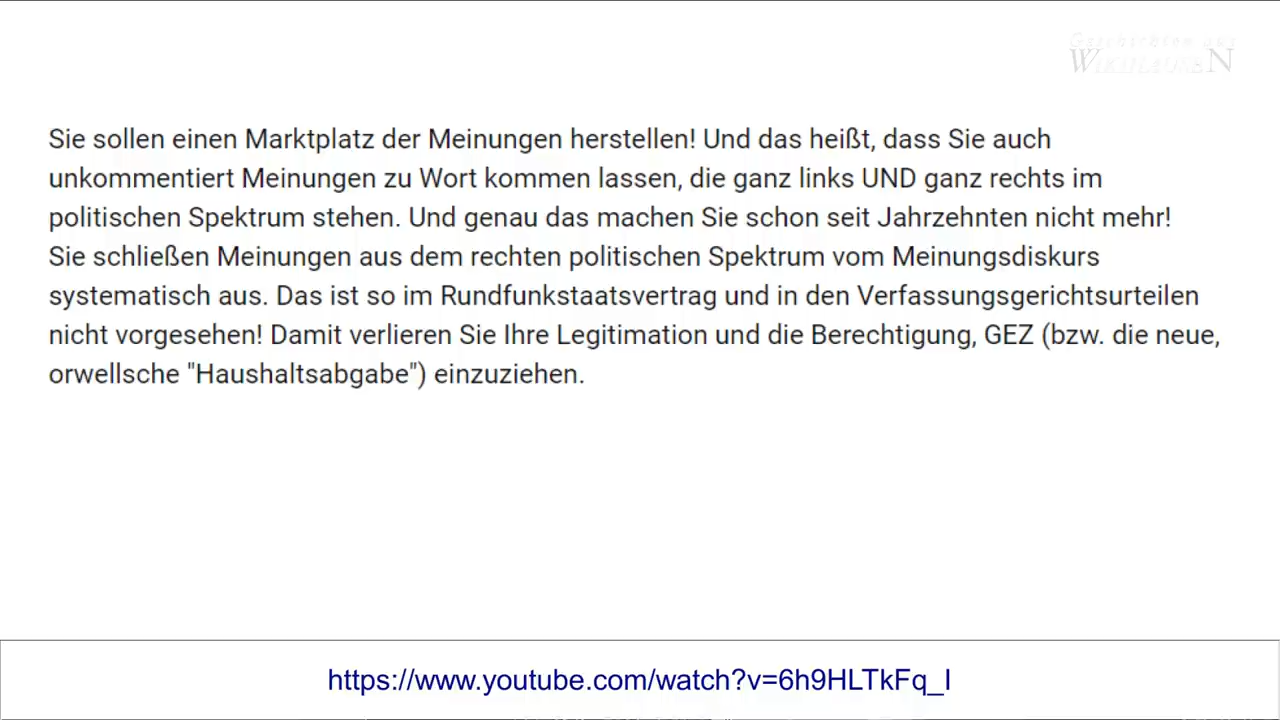 Geschichten aus
WIKIHAUSEN
Sie sollen einen Marktplatz der Meinungen herstellen! Und das heißt, dass Sie auch
unkommentiert Meinungen zu Wort kommen lassen, die ganz links UND ganz rechts im
politischen Spektrum stehen. Und genau das machen Sie schon seit Jahrzehnten nicht mehr!
Sie schließen Meinungen aus dem rechten politischen Spektrum vom Meinungsdiskurs
systematisch aus. Das ist so im Rundfunkstaatsvertrag und in den Verfassungsgerichtsurteilen
nicht vorgesehen! Damit verlieren Sie Ihre Legitimation und die Berechtigung, GEZ (bzw. die neue,
orwellsche "Haushaltsabgabe") einzuziehen.
https://www.youtube.com/watch?v=6h9HLTkFq_I